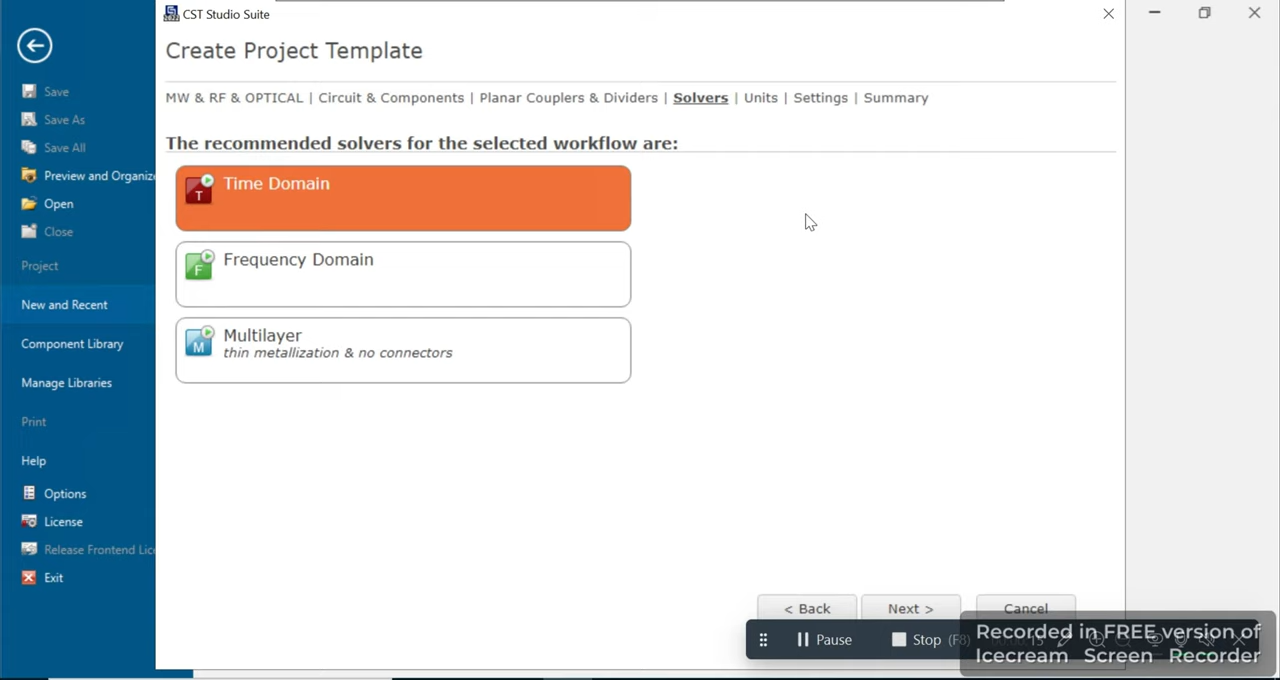 CST Studio Suite
Create Project Template
MW & RF & OPTICAL | Circuit & Components | Planar Couplers & Dividers | Solvers | Units | Settings | Summary
The recommended solvers for the selected workflow are:
T
Time Domain
F
Frequency Domain
M
Multilayer
thin metallization & no connectors
Save
Save As
Save All
Preview and Organize
Open
Close
Project
New and Recent
Component Library
Manage Libraries
Print
Help
Options
License
Release Frontend Lice
Exit
< Back
Next >
Cancel
Pause
Stop (F8)
Recorded in FREE version of
Icecream Screen Recorder